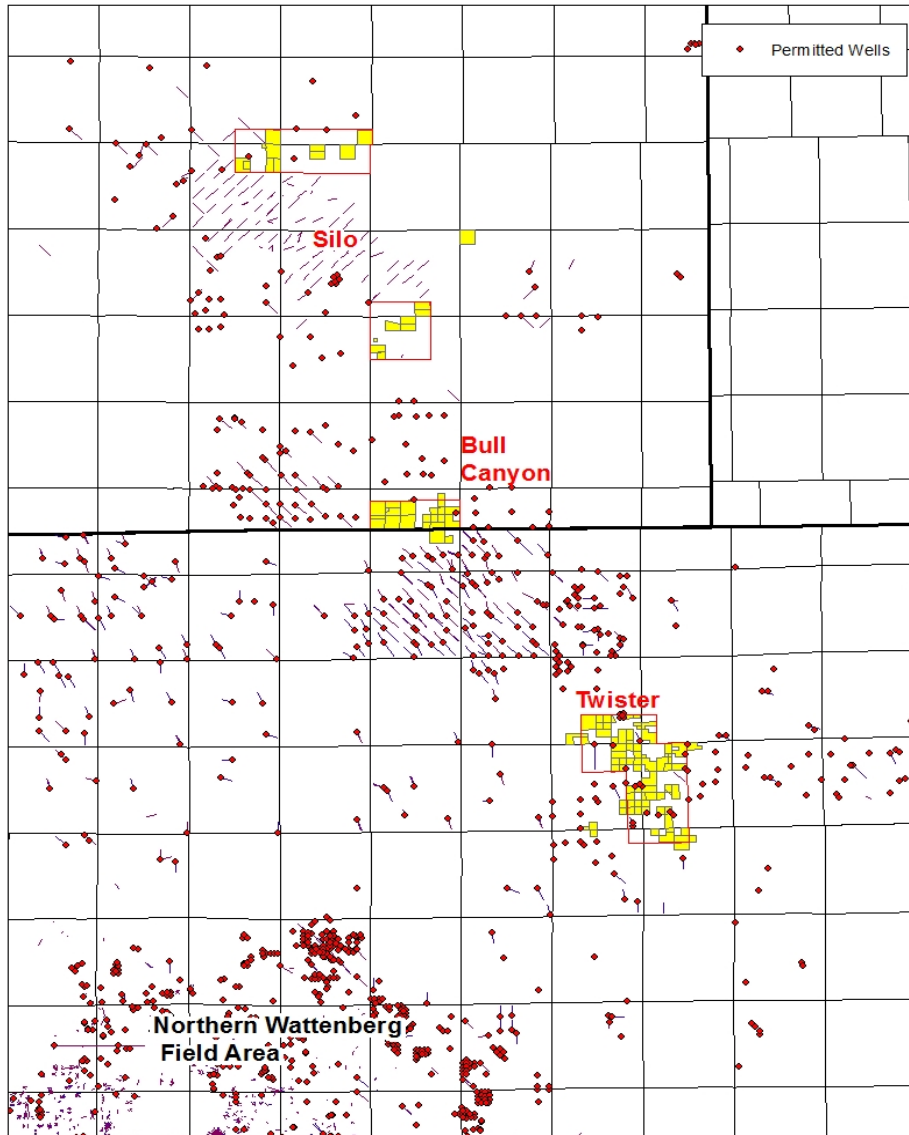 Permitted Wells
Silo
Bull
Canyon
Twister
Northern Wattenberg
Field Area